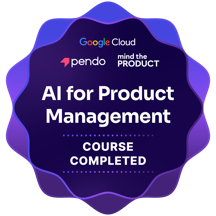 Google Cloud
pendo mind the
PRODUCT
AI for Product
Management
COURSE
COMPLETED